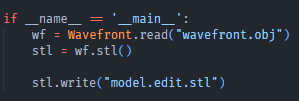 if __name__ == '__main__':
    wf = Wavefront.read("wavefront.obj")
    stl = wf.stl()

    stl.write("model.edit.stl")